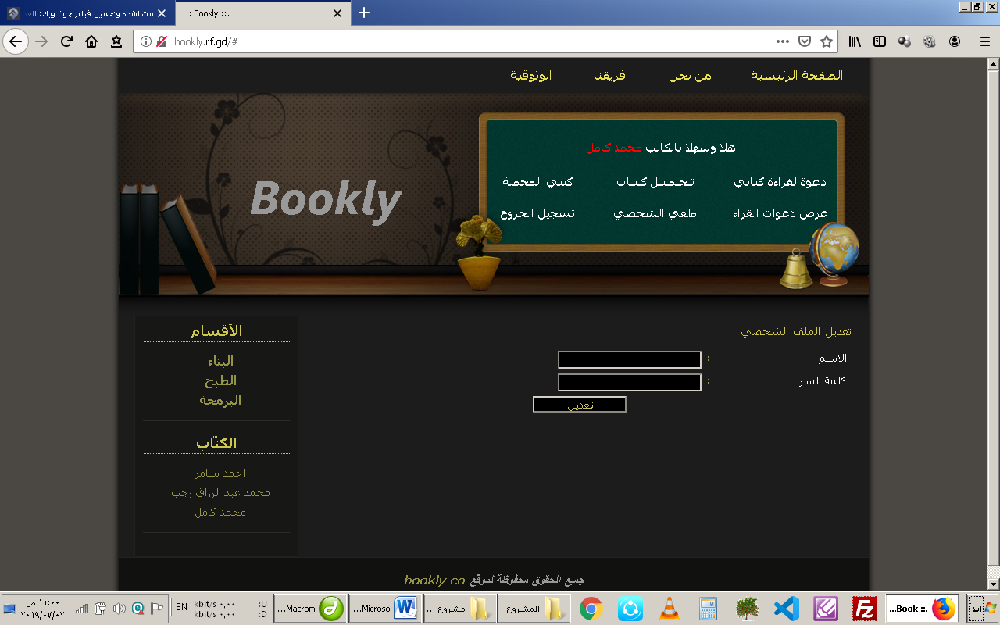 مشاهده وتحميل فيلم جون ويك: الف
.:: Bookly ::.
bookly.rf.gd/#
الصفحة الرئيسية من نحن فريقنا الوثوقية
اهلا وسهلا بالكاتب محمد كامل
دعوة لقراءة كتابي تـحـمـيـل كـتـاب كتبي المحملة
عرض دعوات القراء ملفي الشخصي تسجيل الخروج
Bookly
تعديل الملف الشخصي
الاسم :
كلمة السر :
تعديل
الأقسام
البناء
الطبخ
البرمجة
الكتّاب
احمد سامر
محمد عبد الرزاق رجب
محمد كامل
جميع الحقوق محفوظة لموقع bookly co
...Book ::.
المشروع
مشروع ...
...Microso
...Macrom
U: ٠,٠٠ kbit/s
D: ٠,٠٠ kbit/s
EN
١١:٠٠ ص
٢٠١٩/٠٧/٠٢